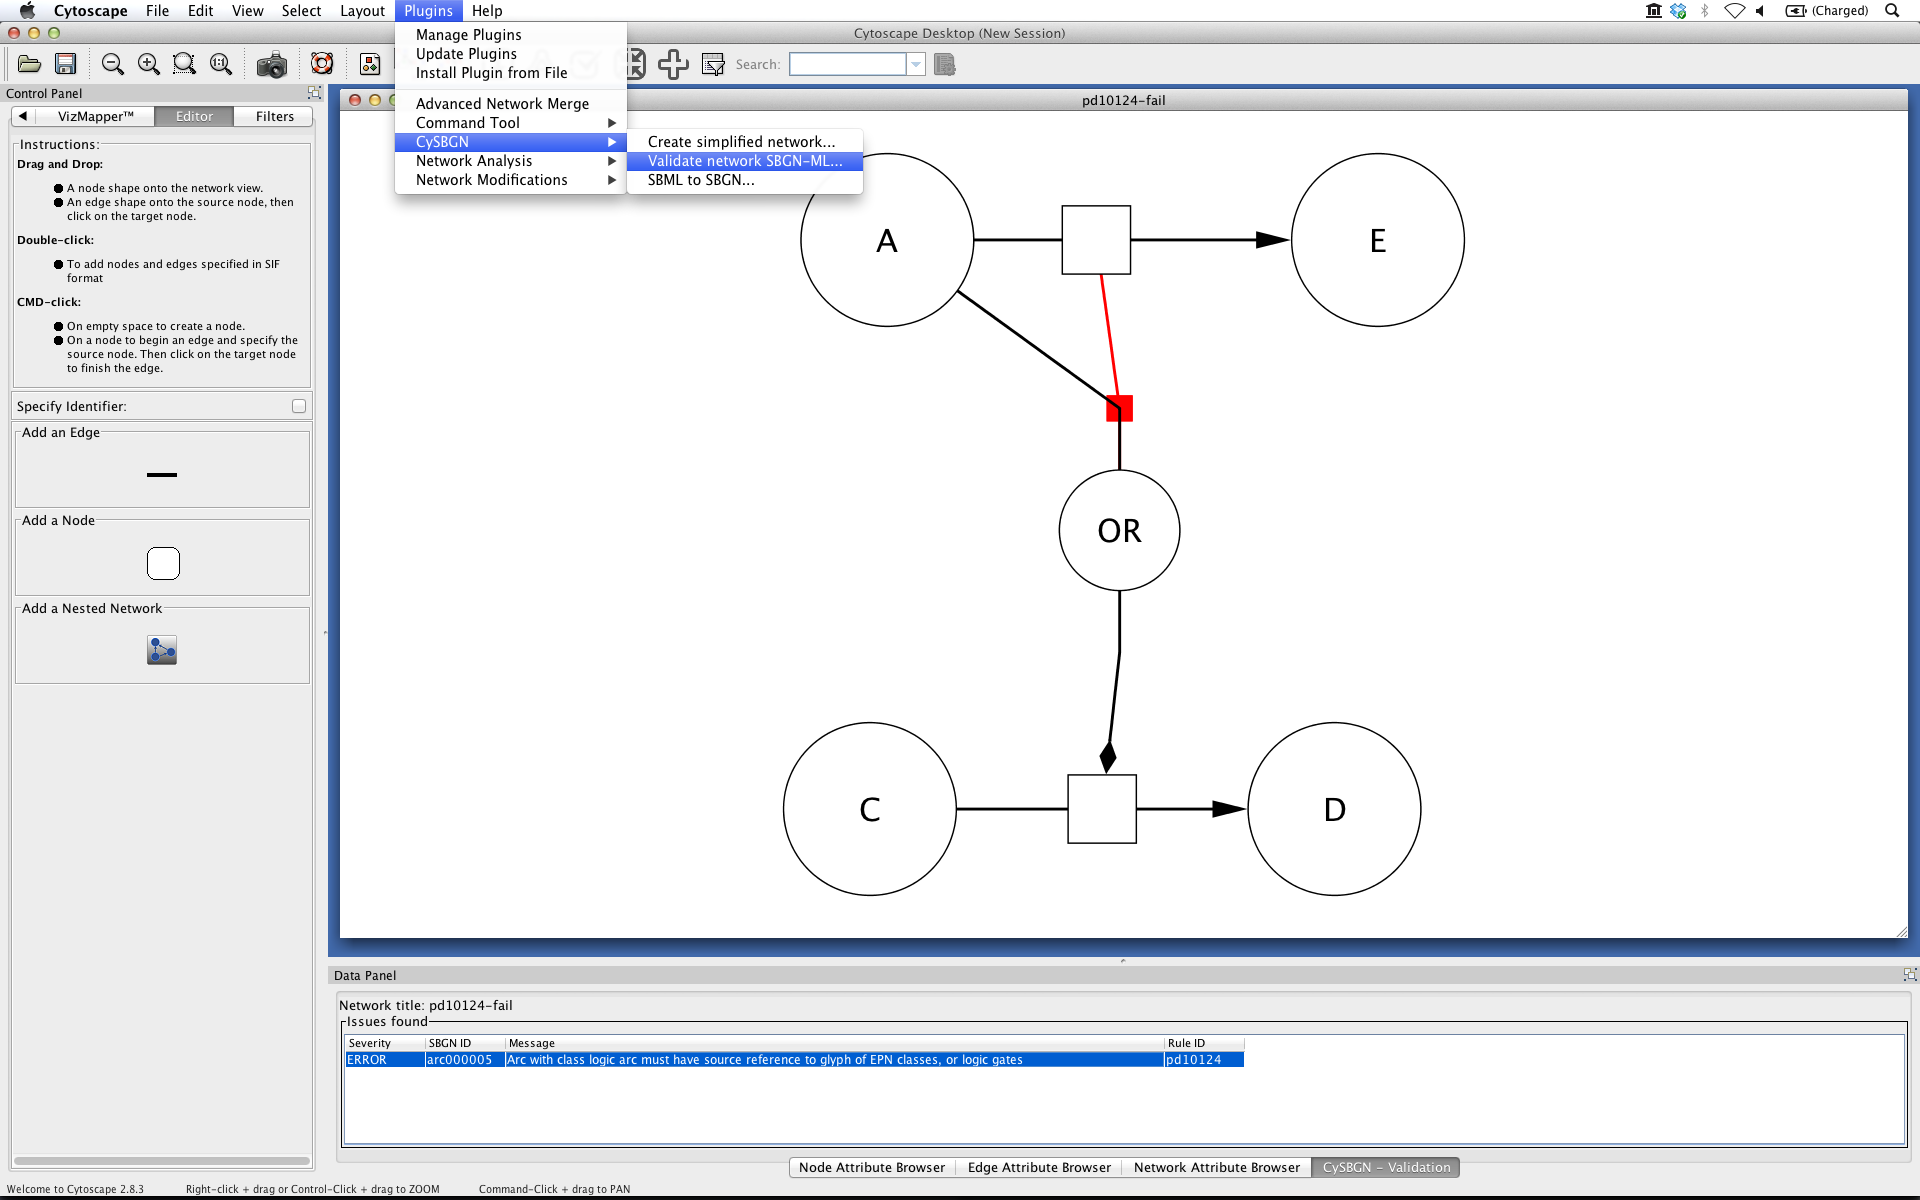 Cytoscape File Edit View Select Layout Plugins Help
(Charged)
Cytoscape Desktop (New Session)
Manage Plugins
Update Plugins
Install Plugin from File
Advanced Network Merge
Command Tool
CySBGN
Network Analysis
Network Modifications
Create simplified network...
Validate network SBGN-ML...
SBML to SBGN...
Search:
Control Panel
VizMapper™ Editor Filters
Instructions:
Drag and Drop:
A node shape onto the network view.
An edge shape onto the source node, then
click on the target node.
Double-click:
To add nodes and edges specified in SIF
format
CMD-click:
On empty space to create a node.
On a node to begin an edge and specify the
source node. Then click on the target node
to finish the edge.
Specify Identifier:
Add an Edge
Add a Node
Add a Nested Network
pd10124-fail
A
E
OR
C
D
Data Panel
Network title: pd10124-fail
Issues found
Severity SBGN ID Message Rule ID
ERROR arc000005 Arc with class logic arc must have source reference to glyph of EPN classes, or logic gates pd10124
Node Attribute Browser Edge Attribute Browser Network Attribute Browser CySBGN - Validation
Welcome to Cytoscape 2.8.3 Right-click + drag or Control-Click + drag to ZOOM Command-Click + drag to PAN